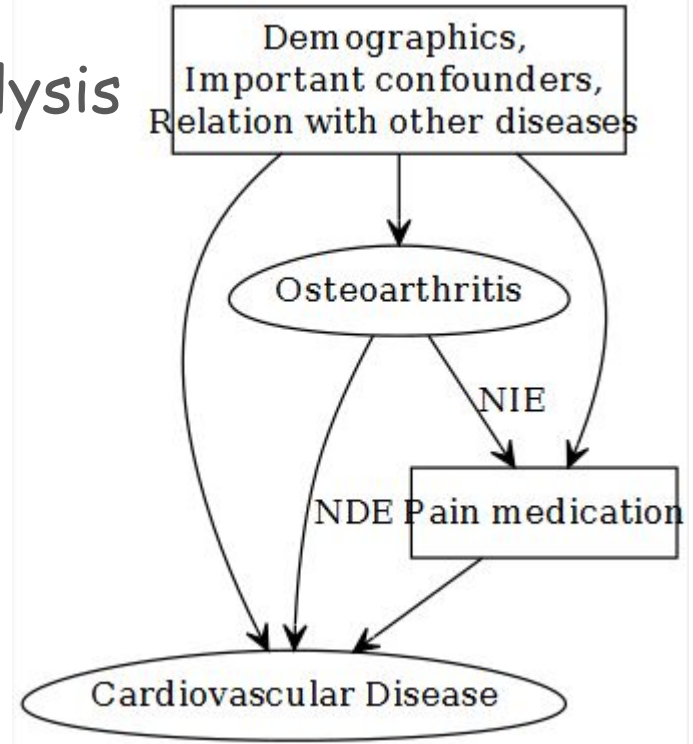 lysis
Demographics,
Important confounders,
Relation with other diseases
Osteoarthritis
NIE
NDE
Pain medication
Cardiovascular Disease